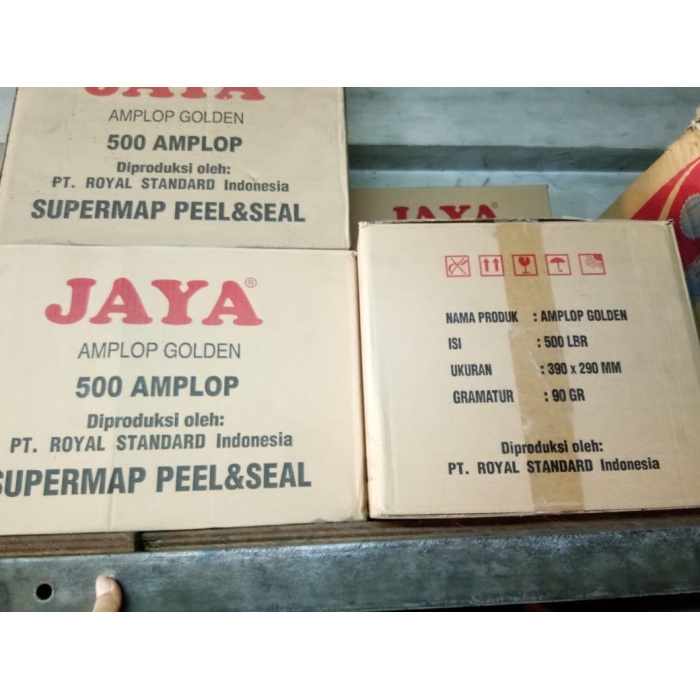 JAYA
AMPLOP GOLDEN
500 AMPLOP
Diproduksi oleh:
PT. ROYAL STANDARD Indonesia
SUPERMAP PEEL&SEAL
JAYA
JAYA®
AMPLOP GOLDEN
500 AMPLOP
Diproduksi oleh:
PT. ROYAL STANDARD Indonesia
SUPERMAP PEEL&SEAL
NAMA PRODUK : AMPLOP GOLDEN
ISI : 500 LBR
UKURAN : 390 x 290 MM
GRAMATUR : 90 GR
Diproduksi oleh:
PT. ROYAL STANDARD Indonesia